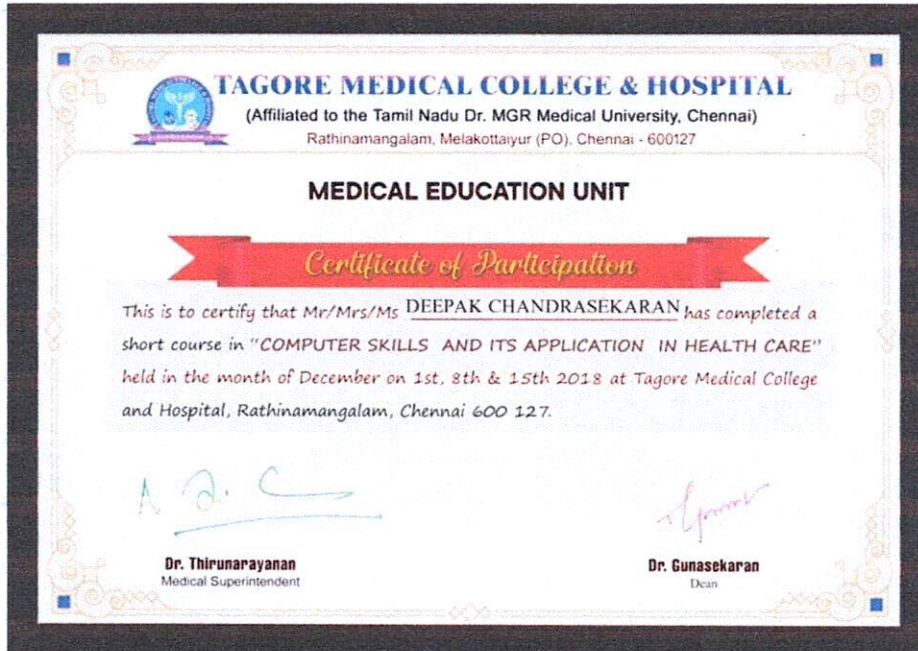 TAGORE MEDICAL COLLEGE & HOSPITAL
(Affiliated to the Tamil Nadu Dr. MGR Medical University, Chennai)
Rathinamangalam, Melakottaiyur (PO), Chennai - 600127
MEDICAL EDUCATION UNIT
Certificate of Participation
This is to certify that Mr/Mrs/Ms DEEPAK CHANDRASEKARAN has completed a
short course in "COMPUTER SKILLS AND ITS APPLICATION IN HEALTH CARE"
held in the month of December on 1st, 8th & 15th 2018 at Tagore Medical College
and Hospital, Rathinamangalam, Chennai 600 127.
Dr. Thirunarayanan
Medical Superintendent
Dr. Gunasekaran
Dean